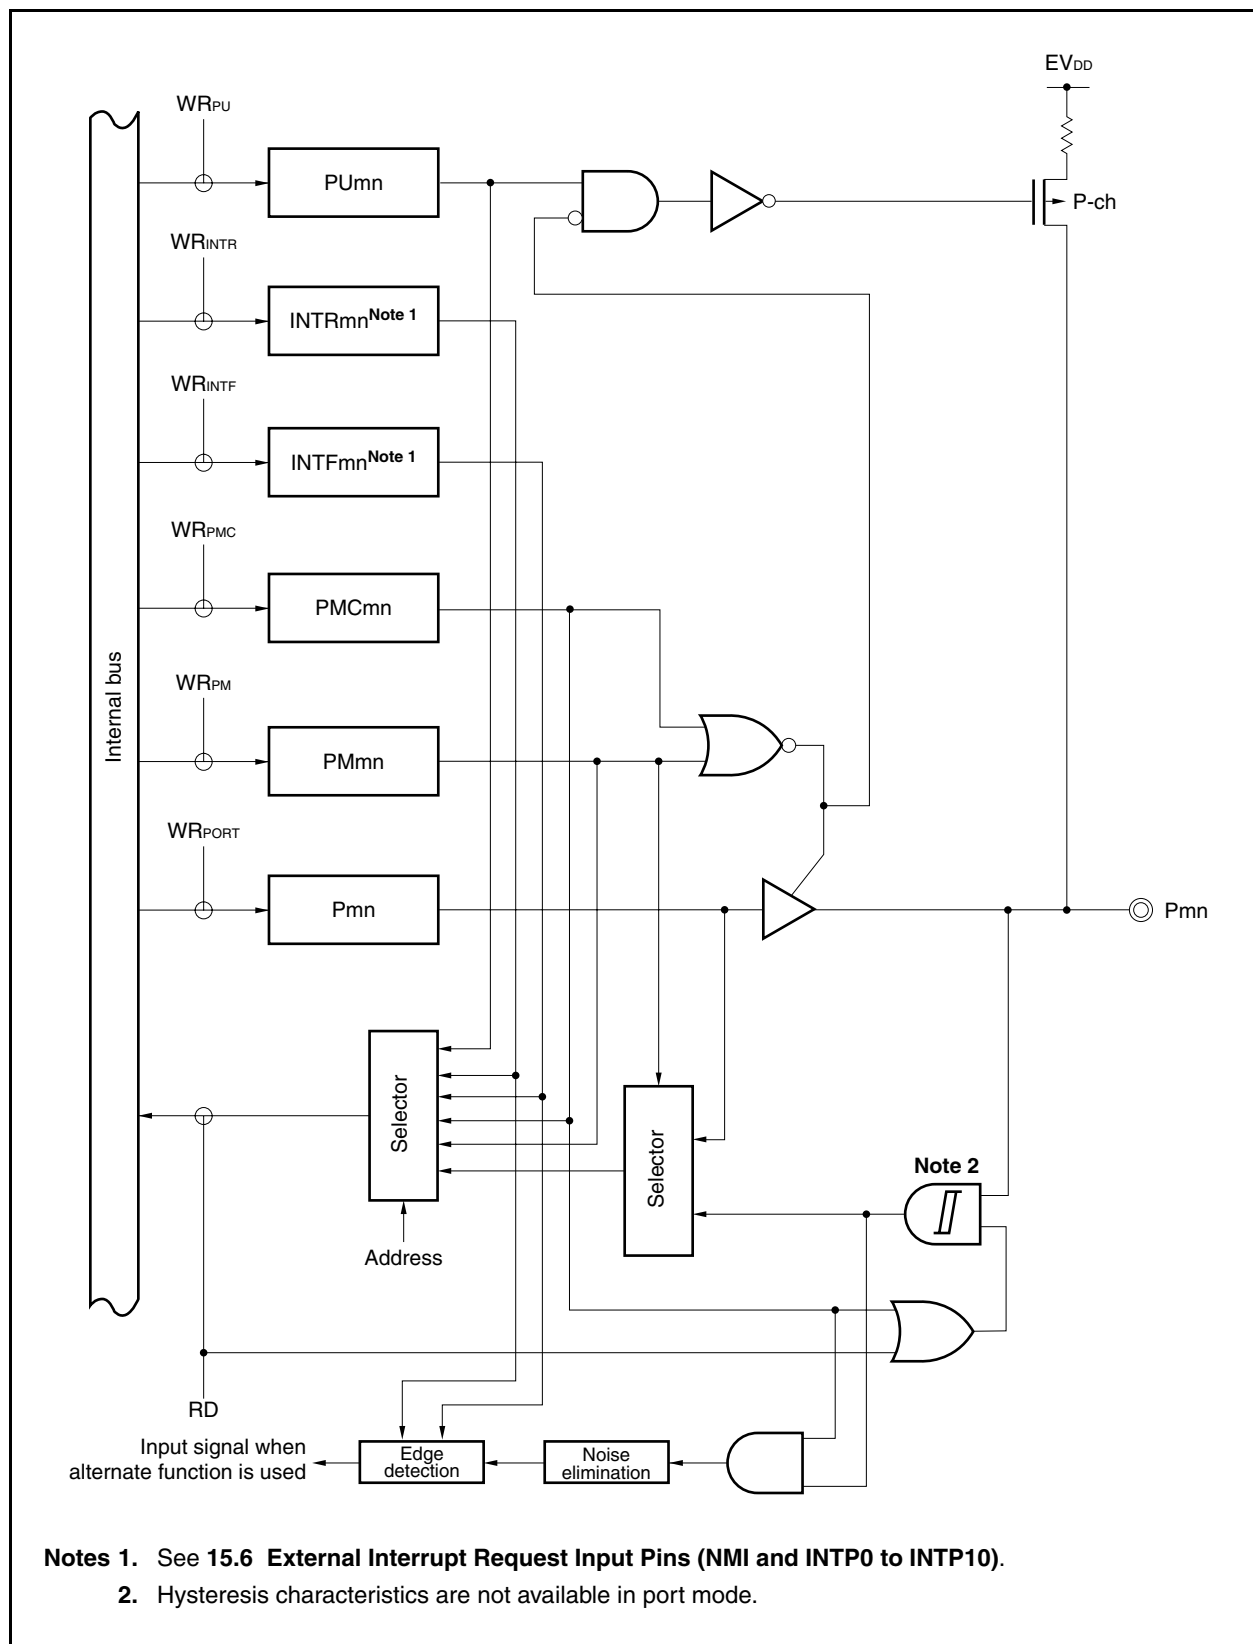 EVDD
WRPU
PUmn
P-ch
WRINTR
INTRmnNote 1
WRINTF
INTFmnNote 1
WRPMC
PMCmn
Internal bus
WRPM
PMmn
WRPORT
Pmn
Pmn
Selector
Selector
Note 2
Address
RD
Input signal when
alternate function is used
Edge
detection
Noise
elimination
Notes 1. See 15.6 External Interrupt Request Input Pins (NMI and INTP0 to INTP10).
2. Hysteresis characteristics are not available in port mode.